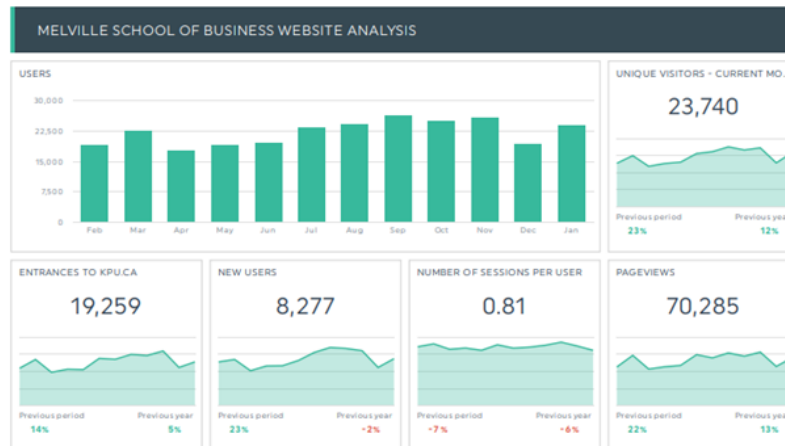 MELVILLE SCHOOL OF BUSINESS WEBSITE ANALYSIS
USERS
30,000
22,500
15,000
7,500
0
Feb Mar Apr May Jun Jul Aug Sep Oct Nov Dec Jan
UNIQUE VISITORS - CURRENT MO..
23,740
Previous period Previous yea
23% 12%
ENTRANCES TO KPU.CA
19,259
Previous period Previous year
14% 5%
NEW USERS
8,277
Previous period Previous year
23% -2%
NUMBER OF SESSIONS PER USER
0.81
Previous period Previous year
-7% -6%
PAGEVIEWS
70,285
Previous period Previous yea
22% 13%